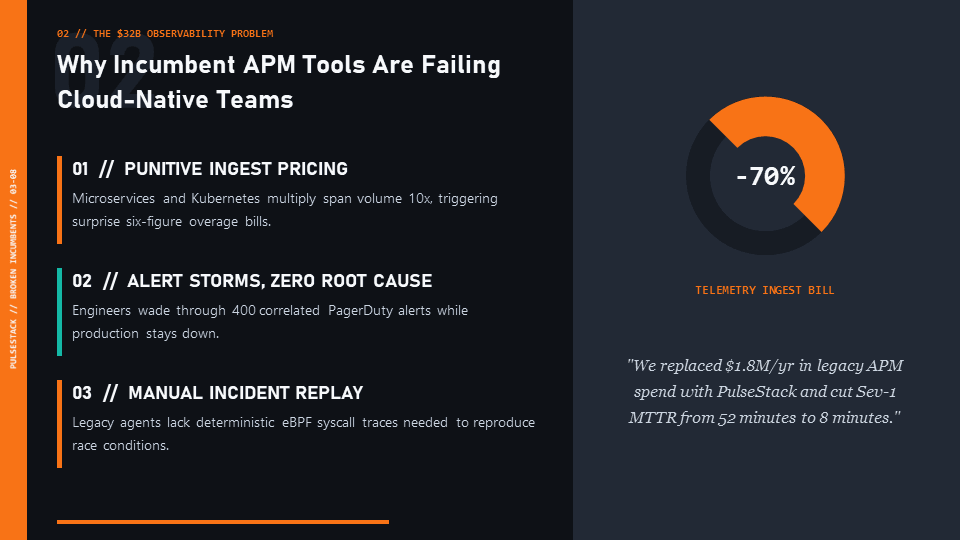 PULSESTACK // BROKEN INCUMBENTS // 03-08
02
02 // THE $32B OBSERVABILITY PROBLEM
Why Incumbent APM Tools Are Failing
Cloud-Native Teams
01 // PUNITIVE INGEST PRICING
Microservices and Kubernetes multiply span volume 10x, triggering
surprise six-figure overage bills.
02 // ALERT STORMS, ZERO ROOT CAUSE
Engineers wade through 400 correlated PagerDuty alerts while
production stays down.
03 // MANUAL INCIDENT REPLAY
Legacy agents lack deterministic eBPF syscall traces needed to reproduce
race conditions.
-70%
TELEMETRY INGEST BILL
"We replaced $1.8M/yr in legacy APM
spend with PulseStack and cut Sev-1
MTTR from 52 minutes to 8 minutes."